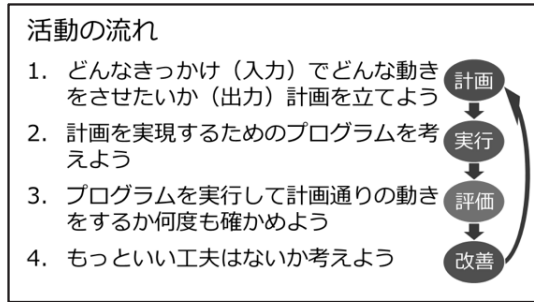 活動の流れ
1. どんなきっかけ（入力）でどんな動き
をさせたいか（出力）計画を立てよう
2. 計画を実現するためのプログラムを考
えよう
3. プログラムを実行して計画通りの動き
をするか何度も確かめよう
4. もっといい工夫はないか考えよう
計画
実行
評価
改善